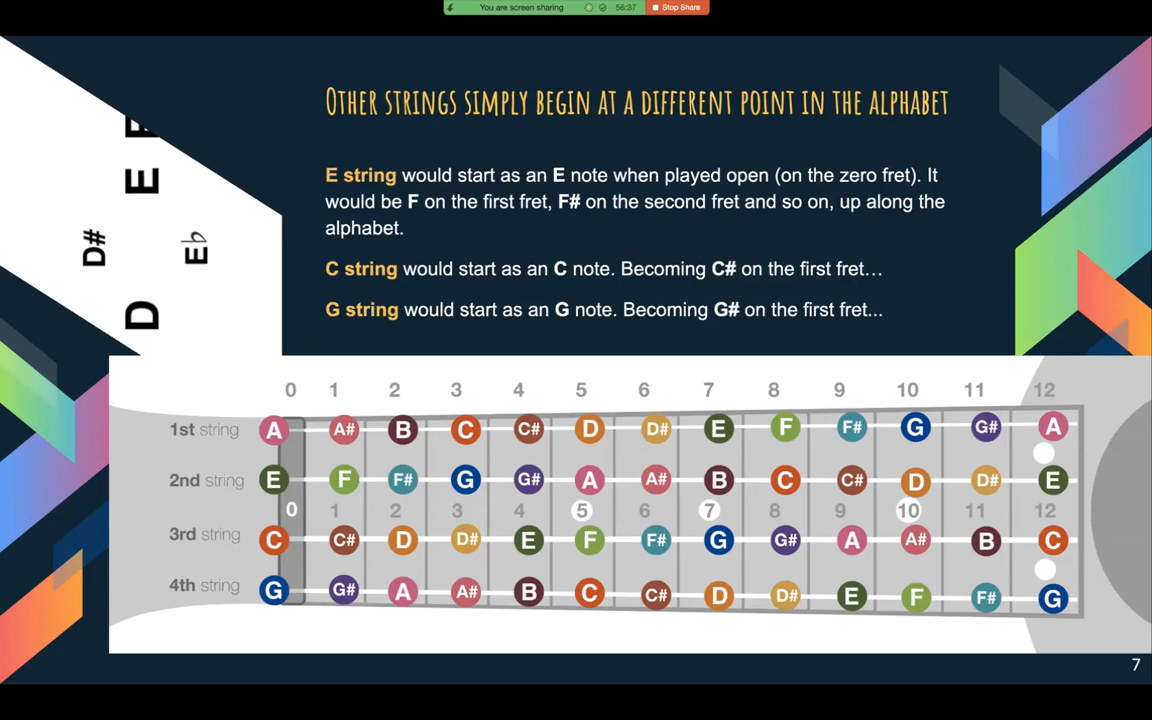 You are screen sharing 56:37 Stop Share
OTHER STRINGS SIMPLY BEGIN AT A DIFFERENT POINT IN THE ALPHABET
E string would start as an E note when played open (on the zero fret). It
would be F on the first fret, F# on the second fret and so on, up along the
alphabet.
C string would start as an C note. Becoming C# on the first fret…
G string would start as an G note. Becoming G# on the first fret...
E
D# E♭
D
0 1 2 3 4 5 6 7 8 9 10 11 12
1st string A A# B C C# D D# E F F# G G# A
2nd string E F F# G G# A A# B C C# D D# E
0 1 2 3 4 5 6 7 8 9 10 11 12
3rd string C C# D D# E F F# G G# A A# B C
4th string G G# A A# B C C# D D# E F F# G
7